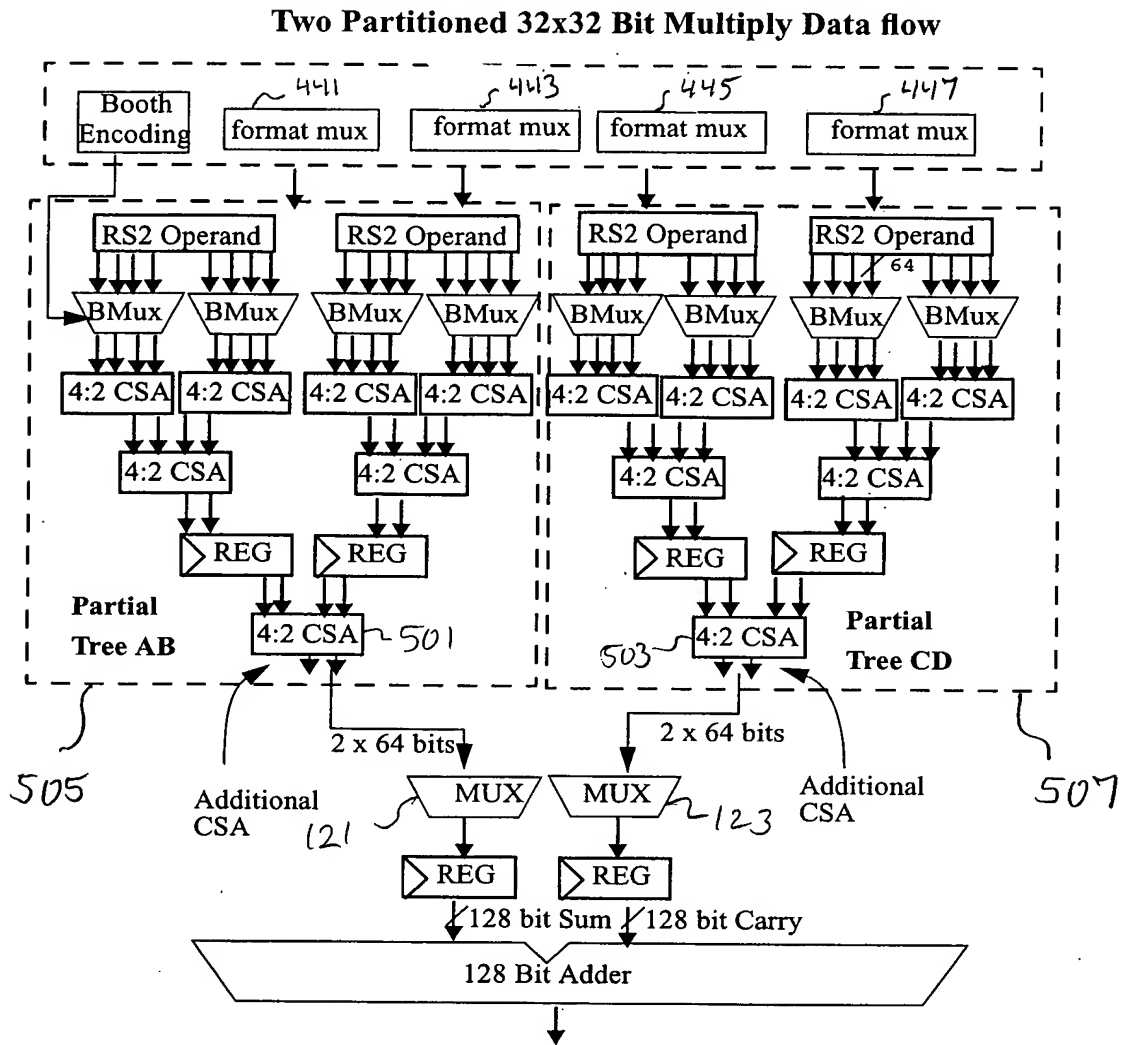 Two Partitioned 32x32 Bit Multiply Data flow
441 443 445 447
Booth
Encoding
format mux format mux format mux format mux
RS2 Operand RS2 Operand RS2 Operand RS2 Operand
64
BMux BMux BMux BMux BMux BMux BMux BMux
4:2 CSA 4:2 CSA 4:2 CSA 4:2 CSA 4:2 CSA 4:2 CSA 4:2 CSA 4:2 CSA
4:2 CSA 4:2 CSA 4:2 CSA 4:2 CSA
REG REG REG REG
Partial
Tree AB
4:2 CSA 501
503 4:2 CSA
Partial
Tree CD
2 x 64 bits 2 x 64 bits
505
Additional
CSA
121
MUX MUX
123
Additional
CSA
507
REG REG
128 bit Sum 128 bit Carry
128 Bit Adder